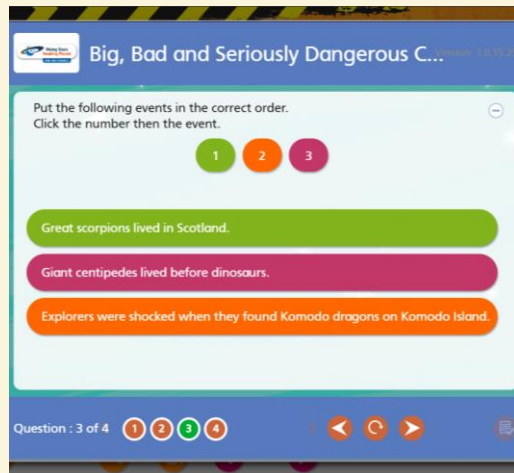 Big, Bad and Seriously Dangerous C...
Put the following events in the correct order.
Click the number then the event.
1 2 3
Great scorpions lived in Scotland.
Giant centipedes lived before dinosaurs.
Explorers were shocked when they found Komodo dragons on Komodo Island.
Question : 3 of 4 1 2 3 4